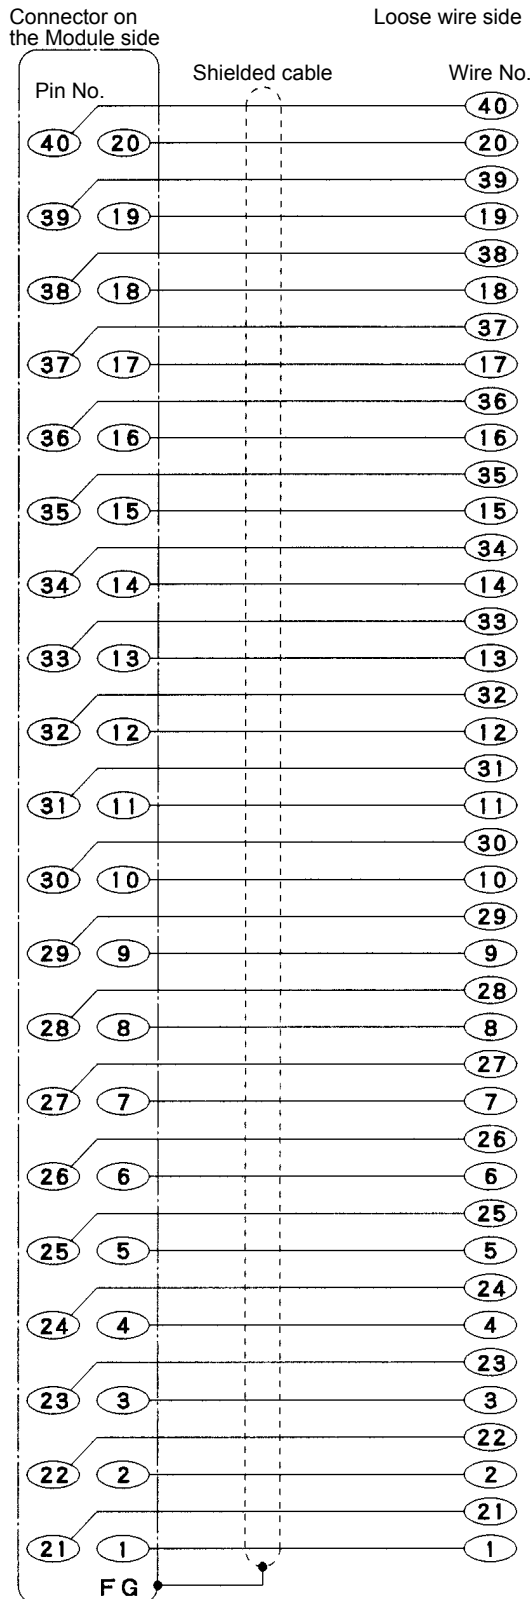 Connector on
the Module side
Loose wire side
Shielded cable
Pin No.
Wire No.
40
40 20 20
39
39 19 19
38
38 18 18
37
37 17 17
36
36 16 16
35
35 15 15
34
34 14 14
33
33 13 13
32
32 12 12
31
31 11 11
30
30 10 10
29
29 9 9
28
28 8 8
27
27 7 7
26
26 6 6
25
25 5 5
24
24 4 4
23
23 3 3
22
22 2 2
21
21 1 1
FG